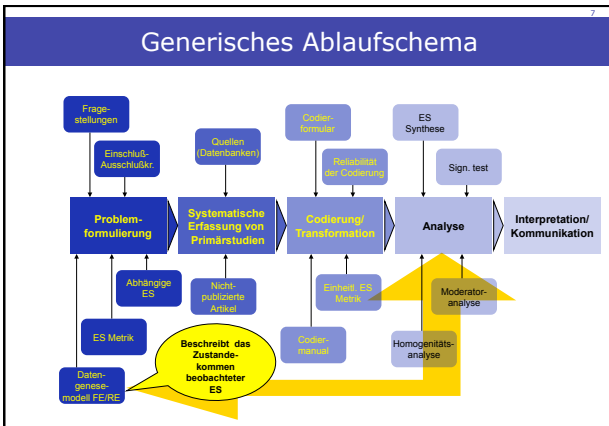 7
Generisches Ablaufschema
Frage-
stellungen
Einschluß-
Ausschlußkr.
Quellen
(Datenbanken)
Codier-
formular
Reliabilität
der Codierung
ES
Synthese
Sign. test
Problem-
formulierung
Systematische
Erfassung von
Primärstudien
Codierung/
Transformation
Analyse
Interpretation/
Kommunikation
Abhängige
ES
ES Metrik
Daten-
genese-
modell FE/RE
Beschreibt das
Zustande-
kommen
beobachteter
ES
Nicht-
publizierte
Artikel
Einheitl. ES
Metrik
Codier-
manual
Moderator-
analyse
Homogenitäts-
analyse